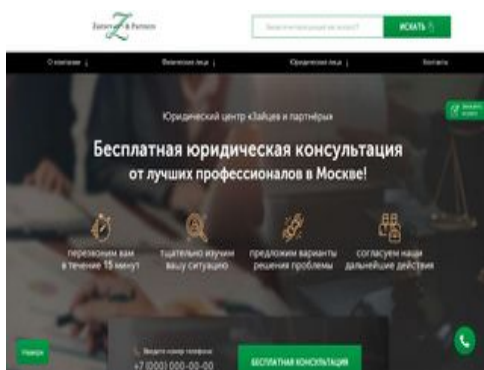 & Partners
ИСКАТЬ
О компании
Физические лица
Юридические лица
Контакты
Юридический центр «Зайцев и партнёры»
Бесплатная юридическая консультация
от лучших профессионалов в Москве!
перезвоним вам
в течение 15 минут
тщательно изучим
вашу ситуацию
предложим варианты
решения проблемы
согласуем наши
дальнейшие действия
Наверх
Введите номер телефона:
+7 (000) 000-00-00
БЕСПЛАТНАЯ КОНСУЛЬТАЦИЯ